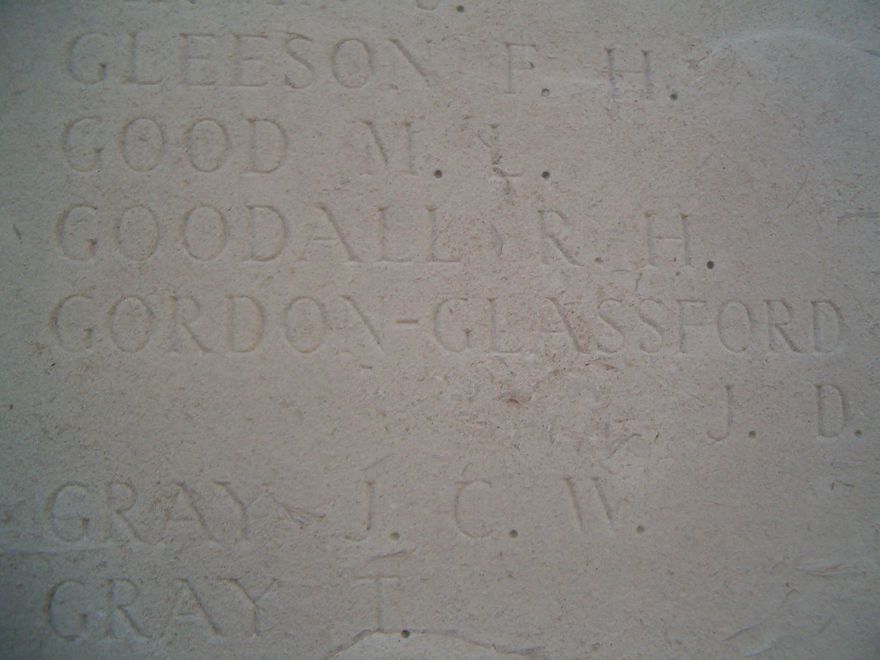 GLEESON F. H.
GOOD M. L.
GOODALL R. H.
GORDON-GLASSFORD
J. D.
GRAY J. C. W.
GRAY T.